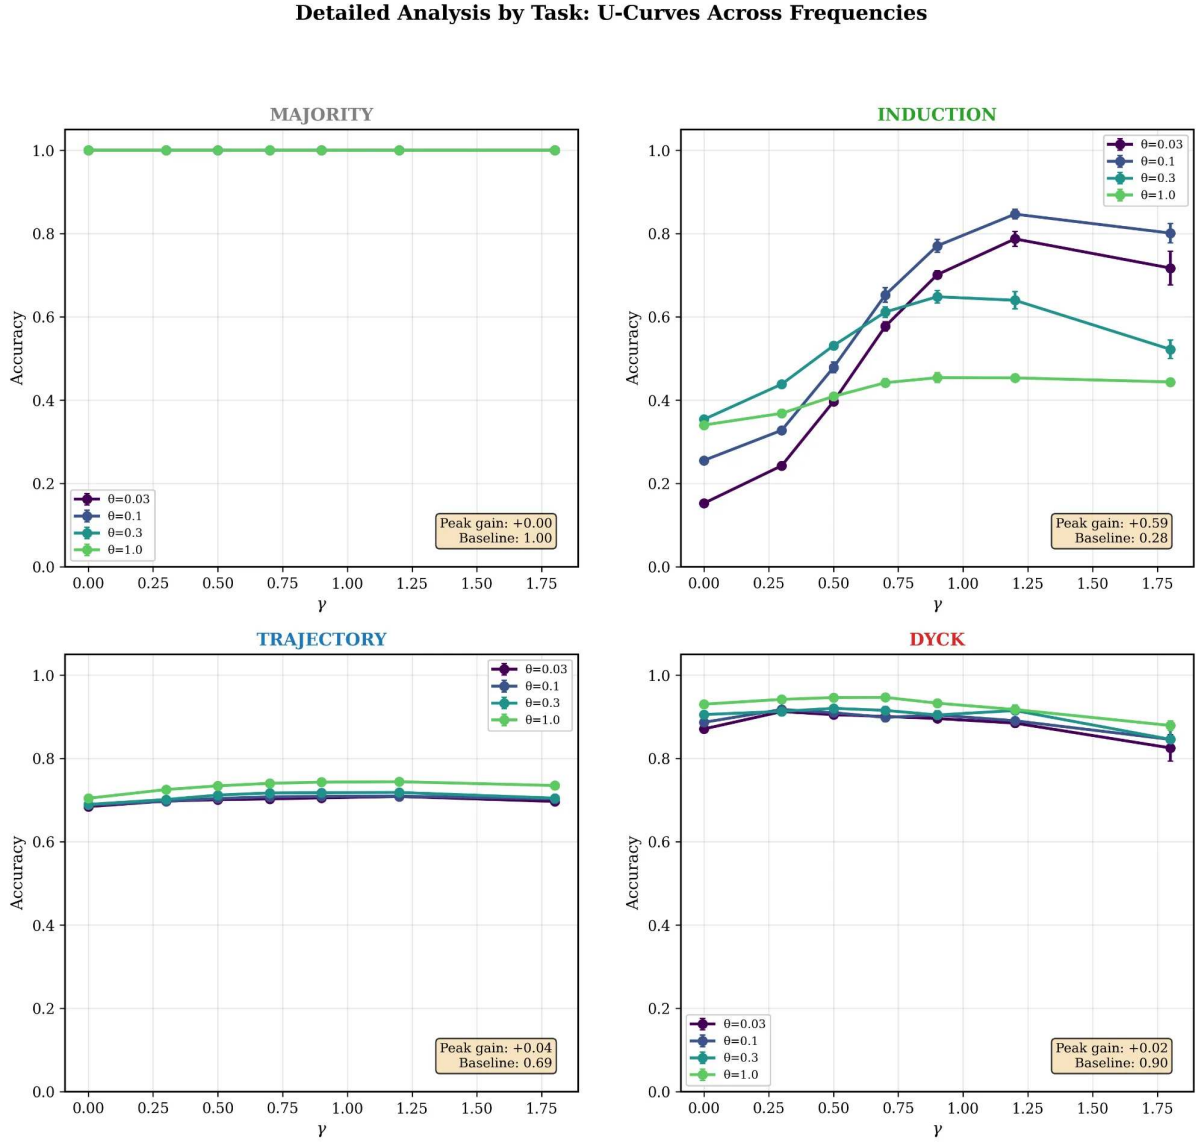 Detailed Analysis by Task: U-Curves Across Frequencies
MAJORITY
Accuracy
1.0
0.8
0.6
0.4
0.2
0.0
θ=0.03
θ=0.1
θ=0.3
θ=1.0
Peak gain: +0.00
Baseline: 1.00
0.00 0.25 0.50 0.75 1.00 1.25 1.50 1.75
γ
INDUCTION
Accuracy
1.0
0.8
0.6
0.4
0.2
0.0
θ=0.03
θ=0.1
θ=0.3
θ=1.0
Peak gain: +0.59
Baseline: 0.28
0.00 0.25 0.50 0.75 1.00 1.25 1.50 1.75
γ
TRAJECTORY
Accuracy
1.0
0.8
0.6
0.4
0.2
0.0
θ=0.03
θ=0.1
θ=0.3
θ=1.0
Peak gain: +0.04
Baseline: 0.69
0.00 0.25 0.50 0.75 1.00 1.25 1.50 1.75
γ
DYCK
Accuracy
1.0
0.8
0.6
0.4
0.2
0.0
θ=0.03
θ=0.1
θ=0.3
θ=1.0
Peak gain: +0.02
Baseline: 0.90
0.00 0.25 0.50 0.75 1.00 1.25 1.50 1.75
γ